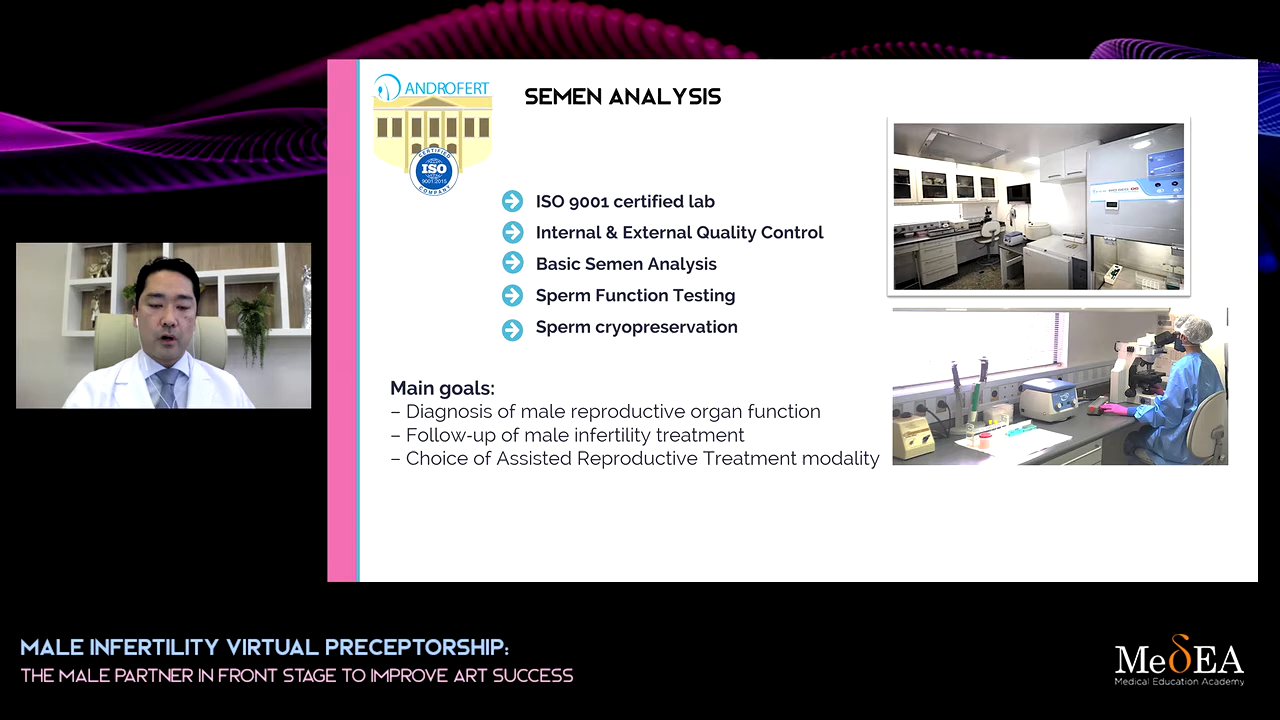 ANDROFERT
SEMEN ANALYSIS
CERTIFIED
ISO
9001:2015
COMPANY
ISO 9001 certified lab
Internal & External Quality Control
Basic Semen Analysis
Sperm Function Testing
Sperm cryopreservation
Main goals:
– Diagnosis of male reproductive organ function
– Follow-up of male infertility treatment
– Choice of Assisted Reproductive Treatment modality
MALE INFERTILITY VIRTUAL PRECEPTORSHIP:
THE MALE PARTNER IN FRONT STAGE TO IMPROVE ART SUCCESS
MeδEA
Medical Education Academy